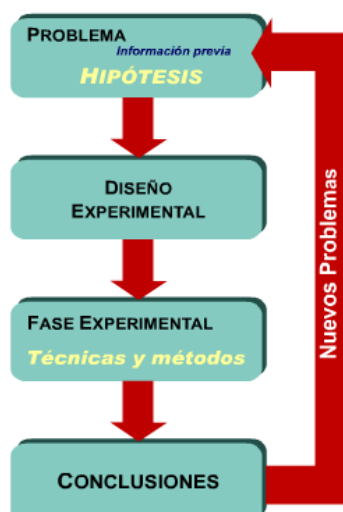 PROBLEMA
Información previa
HIPÓTESIS
DISEÑO
EXPERIMENTAL
FASE EXPERIMENTAL
Técnicas y métodos
CONCLUSIONES
Nuevos Problemas